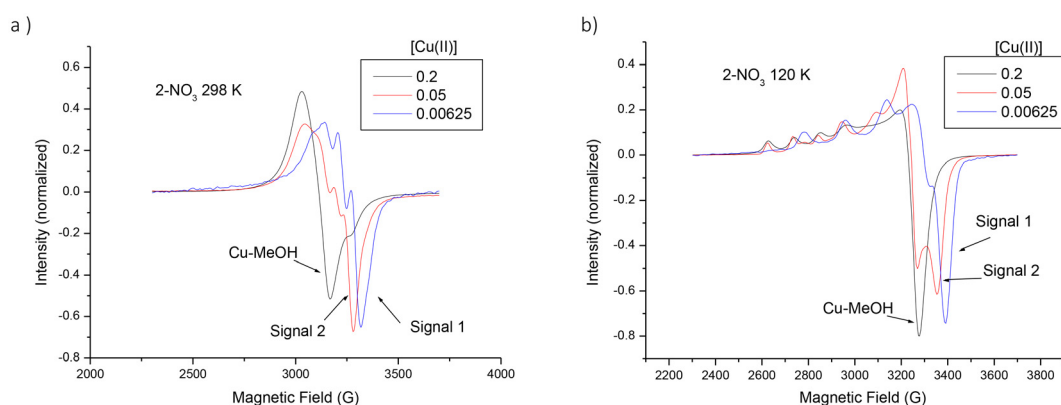 a )
[Cu(II)]
0.2
0.05
0.00625
2-NO3 298 K
0.6
0.4
0.2
0.0
-0.2
-0.4
-0.6
-0.8
Intensity (normalized)
Cu-MeOH
Signal 2
Signal 1
2000
2500
3000
3500
4000
Magnetic Field (G)
b)
[Cu(II)]
0.2
0.05
0.00625
2-NO3 120 K
0.4
0.2
0.0
-0.2
-0.4
-0.6
-0.8
Intensity (normalized)
Signal 1
Signal 2
Cu-MeOH
2200
2400
2600
2800
3000
3200
3400
3600
3800
Magnetic Field (G)